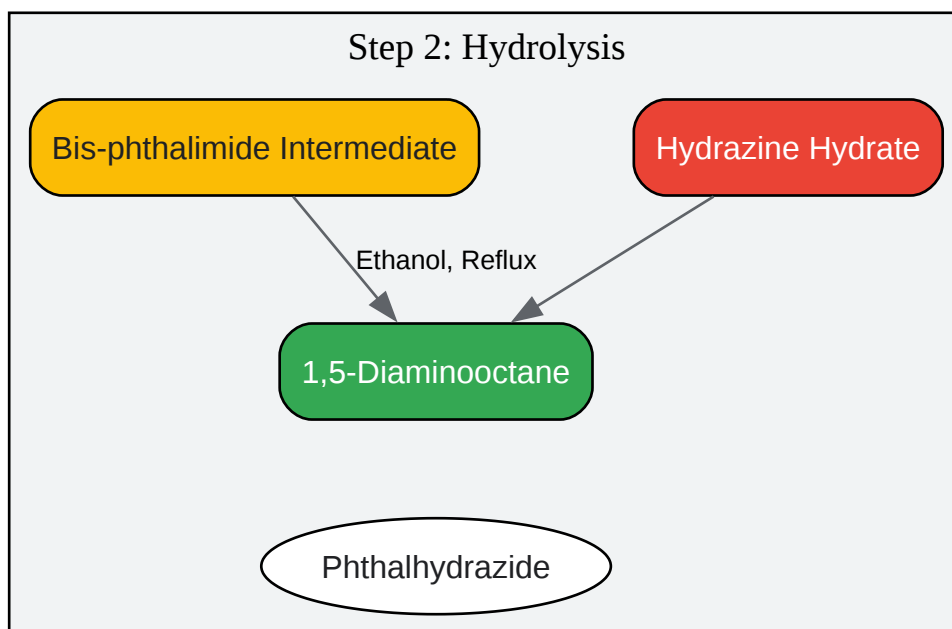 Step 2: Hydrolysis
Bis-phthalimide Intermediate
Hydrazine Hydrate
Ethanol, Reflux
1,5-Diaminooctane
Phthalhydrazide